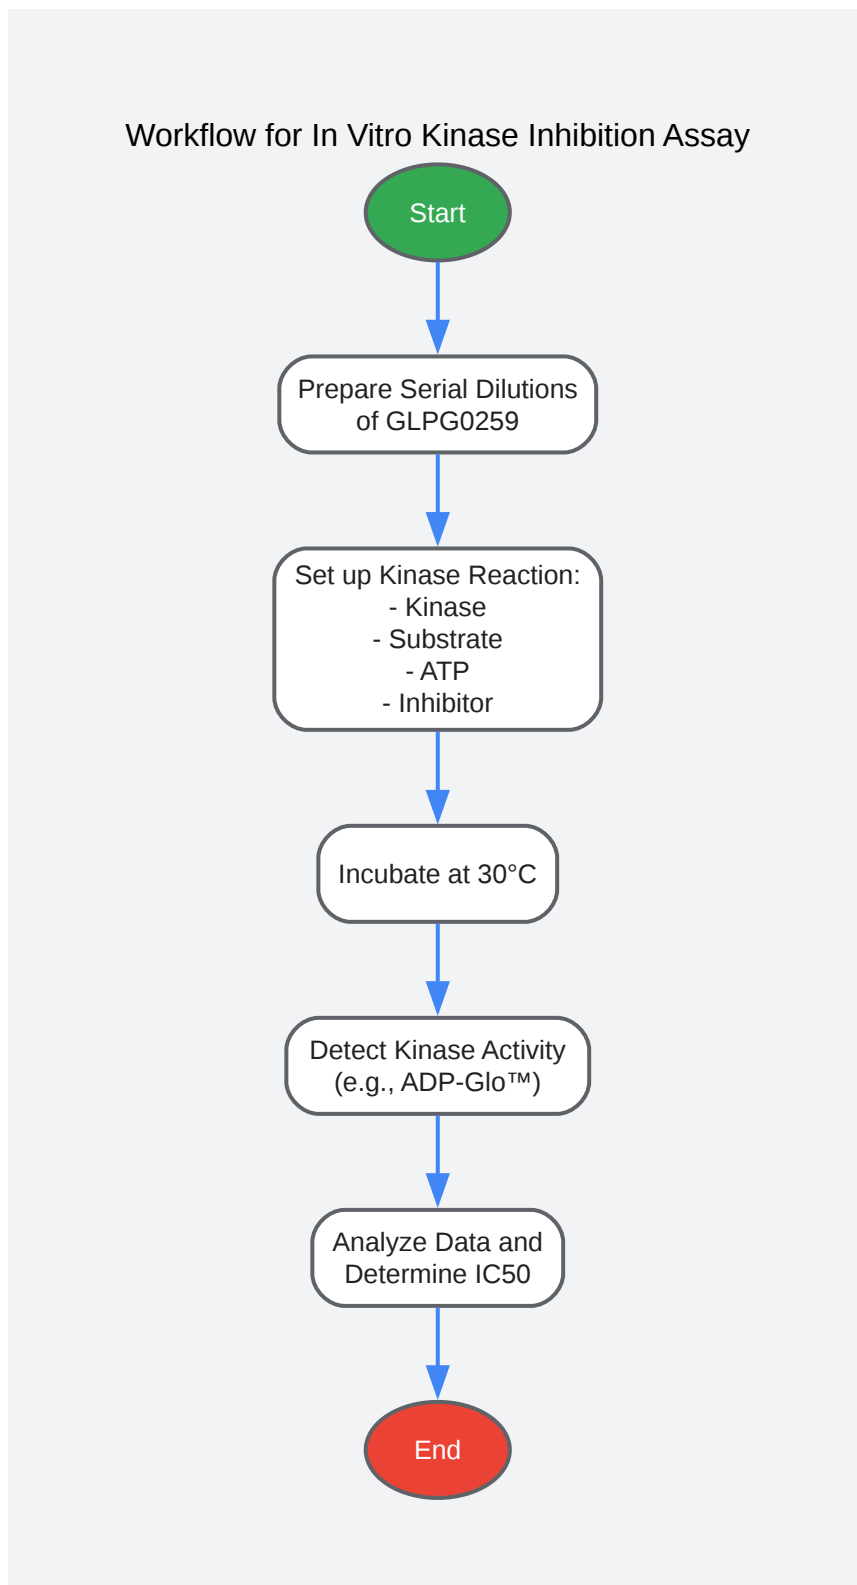 Workflow for In Vitro Kinase Inhibition Assay
Start
Prepare Serial Dilutions
of GLPG0259
Set up Kinase Reaction:
- Kinase
- Substrate
- ATP
- Inhibitor
Incubate at 30°C
Detect Kinase Activity
(e.g., ADP-Glo™)
Analyze Data and
Determine IC50
End